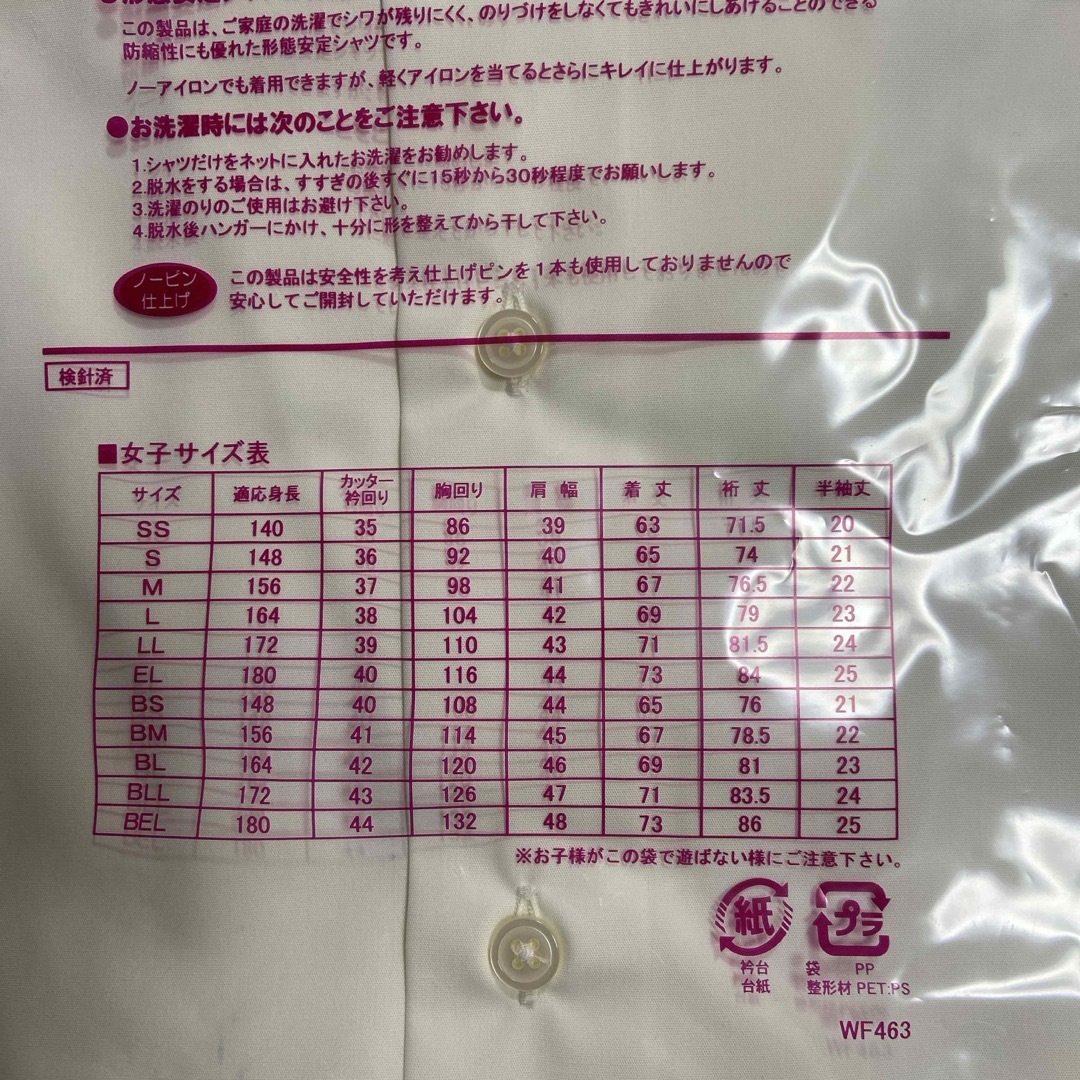 この製品は、ご家庭の洗濯でシワが残りにくく、のりづけをしなくてもきれいにしあげることのできる
防縮性にも優れた形態安定シャツです。
ノーアイロンでも着用できますが、軽くアイロンを当てるとさらにキレイに仕上がります。
●お洗濯時には次のことをご注意下さい。
1.シャツだけをネットに入れたお洗濯をお勧めします。
2.脱水をする場合は、すすぎの後すぐに15秒から30秒程度でお願いします。
3.洗濯のりのご使用はお避け下さい。
4.脱水後ハンガーにかけ、十分に形を整えてから干して下さい。
ノーピン
仕上げ
この製品は安全性を考え仕上げピンを1本も使用しておりませんので
安心してご開封していただけます。
検針済
■女子サイズ表
サイズ 適応身長 カッター衿回り 胸回り 肩幅 着丈 裄丈 半袖丈
SS 140 35 86 39 63 71.5 20
S 148 36 92 40 65 74 21
M 156 37 98 41 67 76.5 22
L 164 38 104 42 69 79 23
LL 172 39 110 43 71 81.5 24
EL 180 40 116 44 73 84 25
BS 148 40 108 44 65 76 21
BM 156 41 114 45 67 78.5 22
BL 164 42 120 46 69 81 23
BLL 172 43 126 47 71 83.5 24
BEL 180 44 132 48 73 86 25
※お子様がこの袋で遊ばない様にご注意下さい。
紙 プラ
衿台 袋 PP
台紙 整形材 PET:PS
WF463